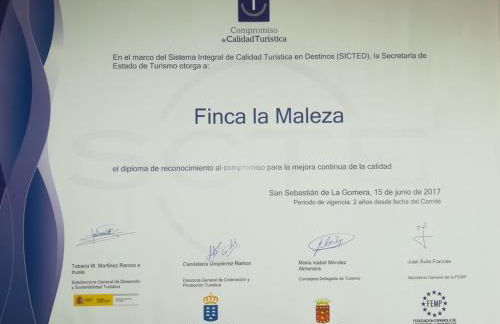 Compromiso
de Calidad Turística
En el marco del Sistema Integral de Calidad Turística en Destinos (SICTED), la Secretaría de
Estado de Turismo otorga a:
Finca la Maleza
el diploma de reconocimiento al compromiso para la mejora continua de la calidad
San Sebastián de La Gomera, 15 de junio de 2017
Periodo de vigencia: 2 años desde fecha del Comité
Tatiana M. Martínez Ramos e
Iruela
Subdirectora General de Desarrollo
y Sostenibilidad Turística
Candelaria Umpiérrez Ramos
Directora General de Ordenación y
Promoción Turística
María Isabel Méndez
Almenara
Consejera Delegada de Turismo
Juan Ávila Francés
Secretario General de la FEMP
FEMP
FEDERACIÓN ESPAÑOLA DE